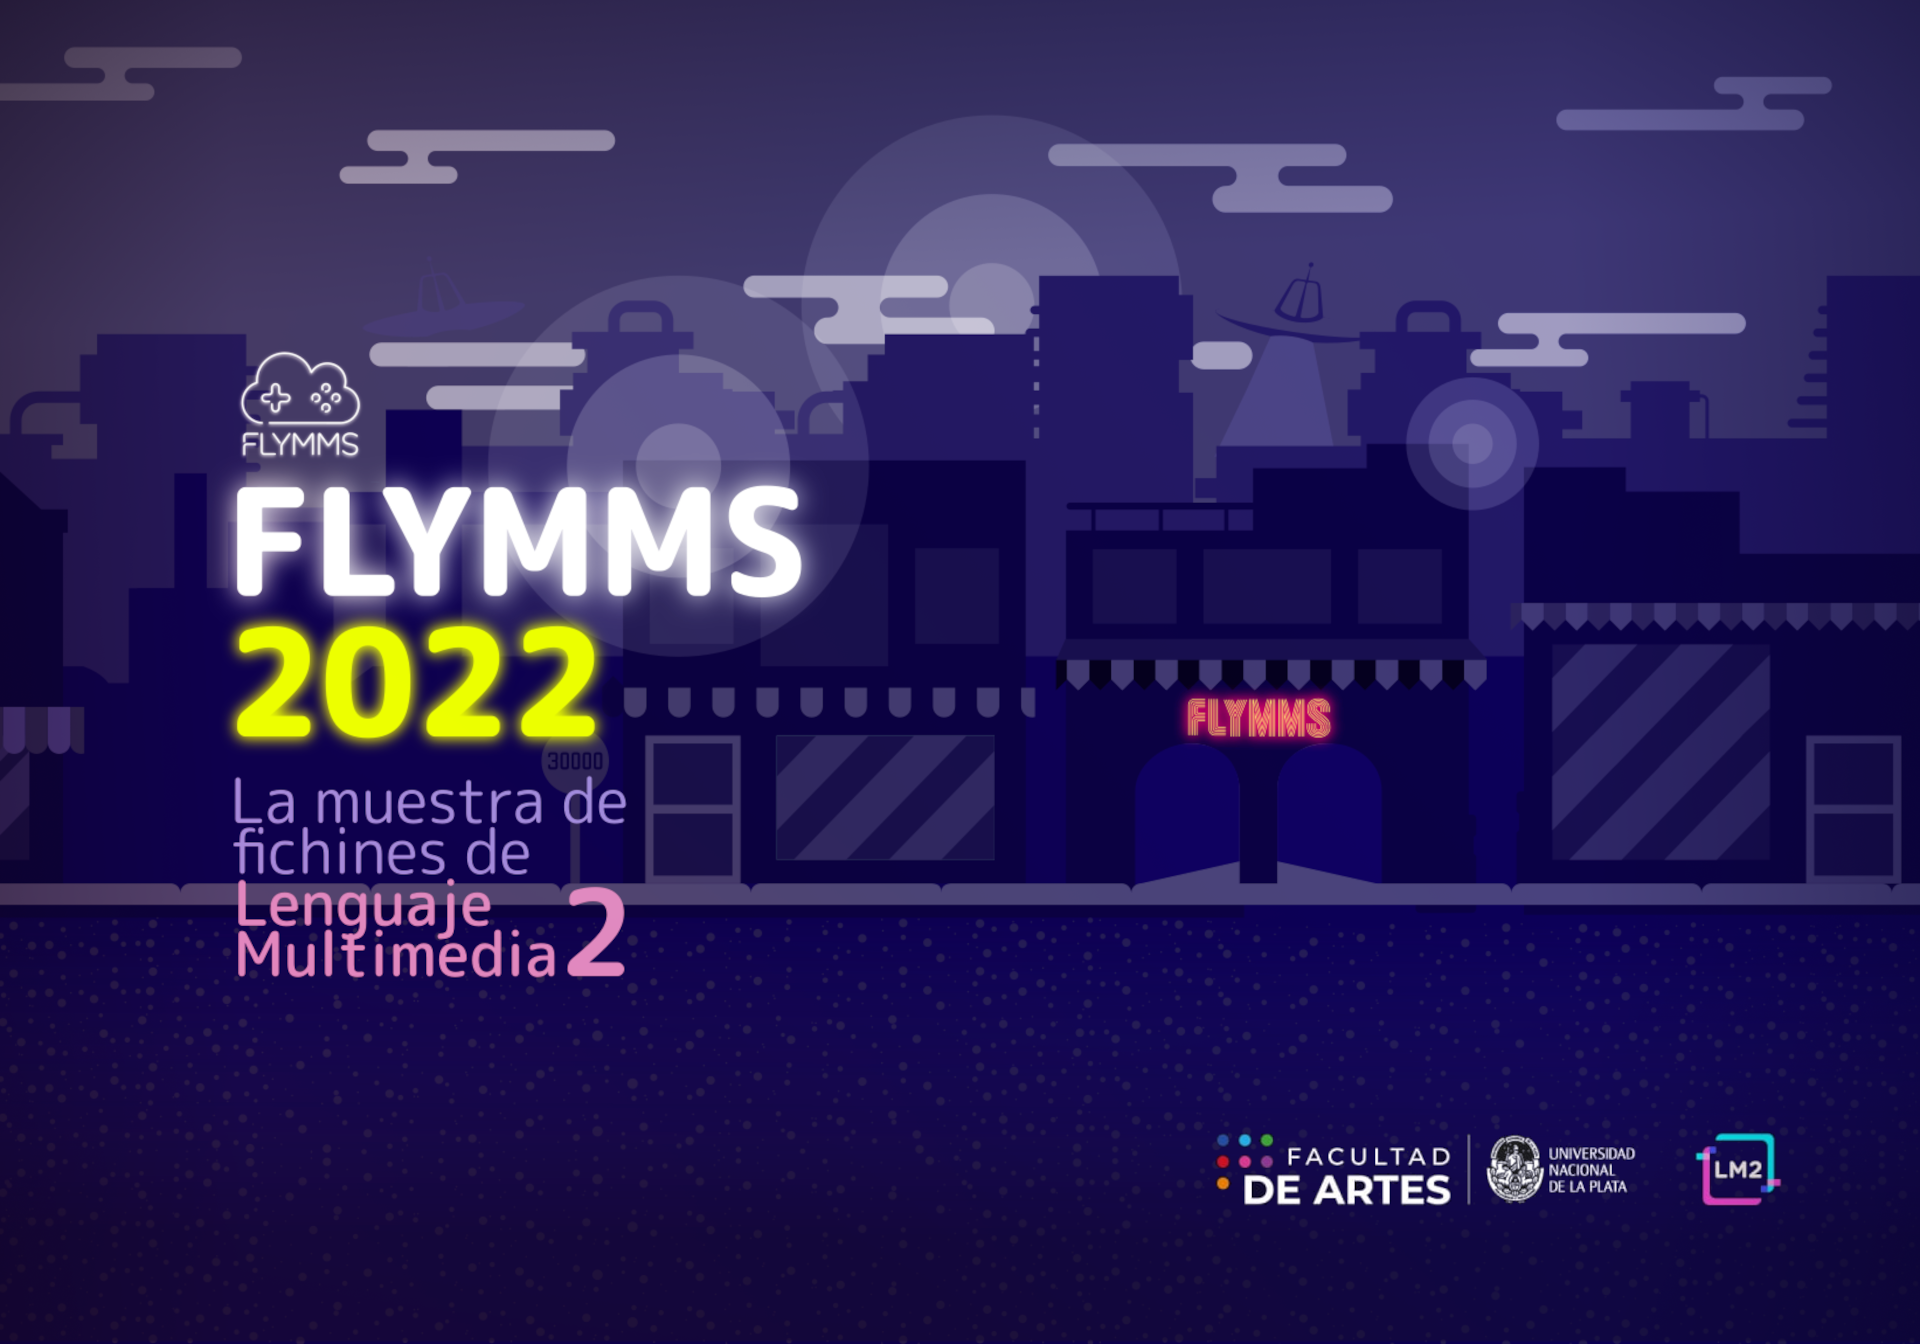 FLYMMS
FLYMMS
2022
FLYMMS
30000
La muestra de
fichines de
Lenguaje
Multimedia 2
FACULTAD
DE ARTES
UNIVERSIDAD
NACIONAL
DE LA PLATA
LM2